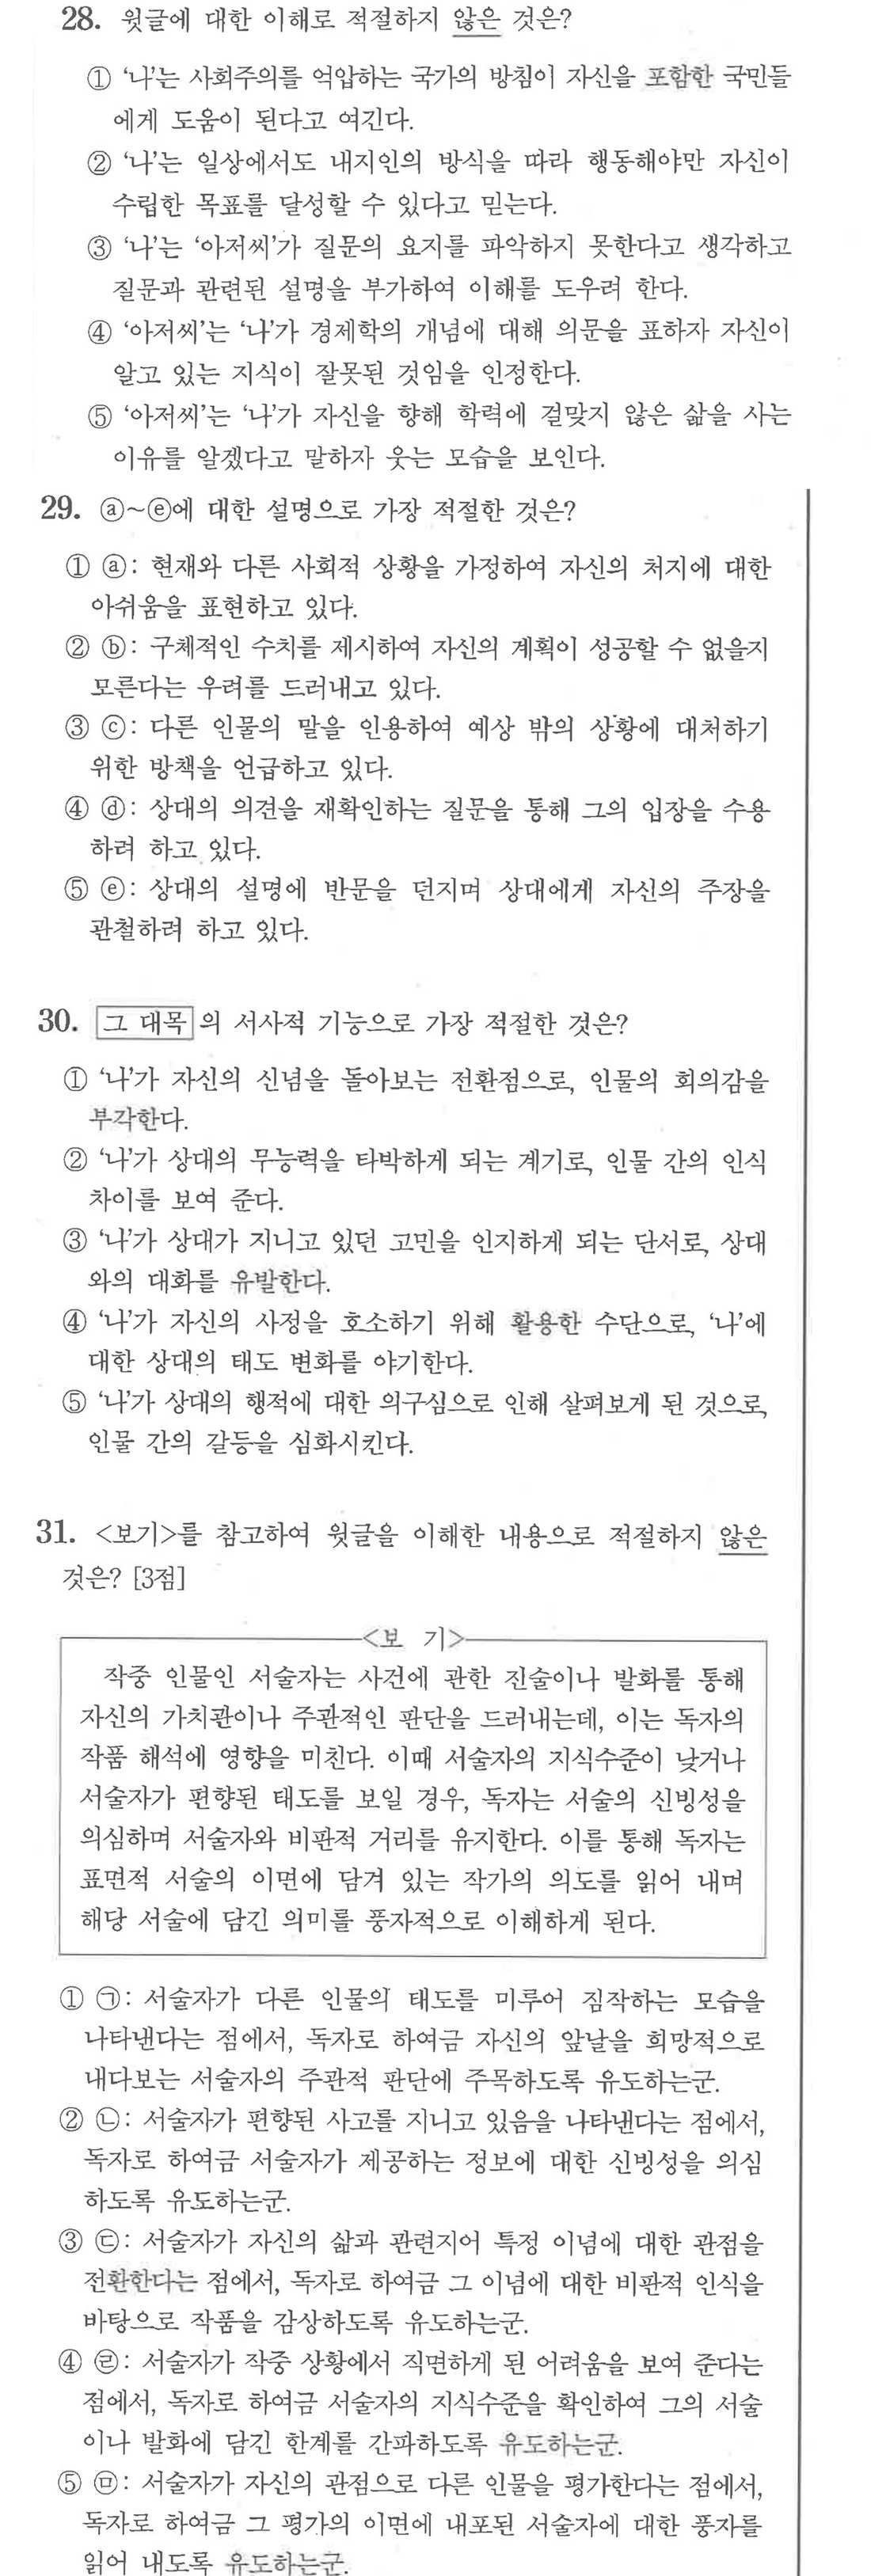 28. 윗글에 대한 이해로 적절하지 않은 것은?
① ‘나’는 사회주의를 억압하는 국가의 방침이 자신을 포함한 국민들
에게 도움이 된다고 여긴다.
② ‘나’는 일상에서도 내지인의 방식을 따라 행동해야만 자신이
수립한 목표를 달성할 수 있다고 믿는다.
③ ‘나’는 ‘아저씨’가 질문의 요지를 파악하지 못한다고 생각하고
질문과 관련된 설명을 부가하여 이해를 도우려 한다.
④ ‘아저씨’는 ‘나’가 경제학의 개념에 대해 의문을 표하자 자신이
알고 있는 지식이 잘못된 것임을 인정한다.
⑤ ‘아저씨’는 ‘나’가 자신을 향해 학력에 걸맞지 않은 삶을 사는
이유를 알겠다고 말하자 웃는 모습을 보인다.
29. ⓐ~ⓔ에 대한 설명으로 가장 적절한 것은?
① ⓐ: 현재와 다른 사회적 상황을 가정하여 자신의 처지에 대한
아쉬움을 표현하고 있다.
② ⓑ: 구체적인 수치를 제시하여 자신의 계획이 성공할 수 없을지
모른다는 우려를 드러내고 있다.
③ ⓒ: 다른 인물의 말을 인용하여 예상 밖의 상황에 대처하기
위한 방책을 언급하고 있다.
④ ⓓ: 상대의 의견을 재확인하는 질문을 통해 그의 입장을 수용
하려 하고 있다.
⑤ ⓔ: 상대의 설명에 반문을 던지며 상대에게 자신의 주장을
관철하려 하고 있다.
30. 그 대목의 서사적 기능으로 가장 적절한 것은?
① ‘나’가 자신의 신념을 돌아보는 전환점으로, 인물의 회의감을
부각한다.
② ‘나’가 상대의 무능력을 타박하게 되는 계기로, 인물 간의 인식
차이를 보여 준다.
③ ‘나’가 상대가 지니고 있던 고민을 인지하게 되는 단서로, 상대
와의 대화를 유발한다.
④ ‘나’가 자신의 사정을 호소하기 위해 활용한 수단으로, ‘나’에
대한 상대의 태도 변화를 야기한다.
⑤ ‘나’가 상대의 행적에 대한 의구심으로 인해 살펴보게 된 것으로,
인물 간의 갈등을 심화시킨다.
31. <보기>를 참고하여 윗글을 이해한 내용으로 적절하지 않은
것은? [3점]
<보 기>
작중 인물인 서술자는 사건에 관한 진술이나 발화를 통해
자신의 가치관이나 주관적인 판단을 드러내는데, 이는 독자의
작품 해석에 영향을 미친다. 이때 서술자의 지식수준이 낮거나
서술자가 편향된 태도를 보일 경우, 독자는 서술의 신빙성을
의심하며 서술자와 비판적 거리를 유지한다. 이를 통해 독자는
표면적 서술의 이면에 담겨 있는 작가의 의도를 읽어 내며
해당 서술에 담긴 의미를 풍자적으로 이해하게 된다.
① ㉠: 서술자가 다른 인물의 태도를 미루어 짐작하는 모습을
나타낸다는 점에서, 독자로 하여금 자신의 앞날을 희망적으로
내다보는 서술자의 주관적 판단에 주목하도록 유도하는군.
② ㉡: 서술자가 편향된 사고를 지니고 있음을 나타낸다는 점에서,
독자로 하여금 서술자가 제공하는 정보에 대한 신빙성을 의심
하도록 유도하는군.
③ ㉢: 서술자가 자신의 삶과 관련지어 특정 이념에 대한 관점을
전환한다는 점에서, 독자로 하여금 그 이념에 대한 비판적 인식을
바탕으로 작품을 감상하도록 유도하는군.
④ ㉣: 서술자가 작중 상황에서 직면하게 된 어려움을 보여 준다는
점에서, 독자로 하여금 서술자의 지식수준을 확인하여 그의 서술
이나 발화에 담긴 한계를 간파하도록 유도하는군.
⑤ ㉤: 서술자가 자신의 관점으로 다른 인물을 평가한다는 점에서,
독자로 하여금 그 평가의 이면에 내포된 서술자에 대한 풍자를
읽어 내도록 유도하는군.